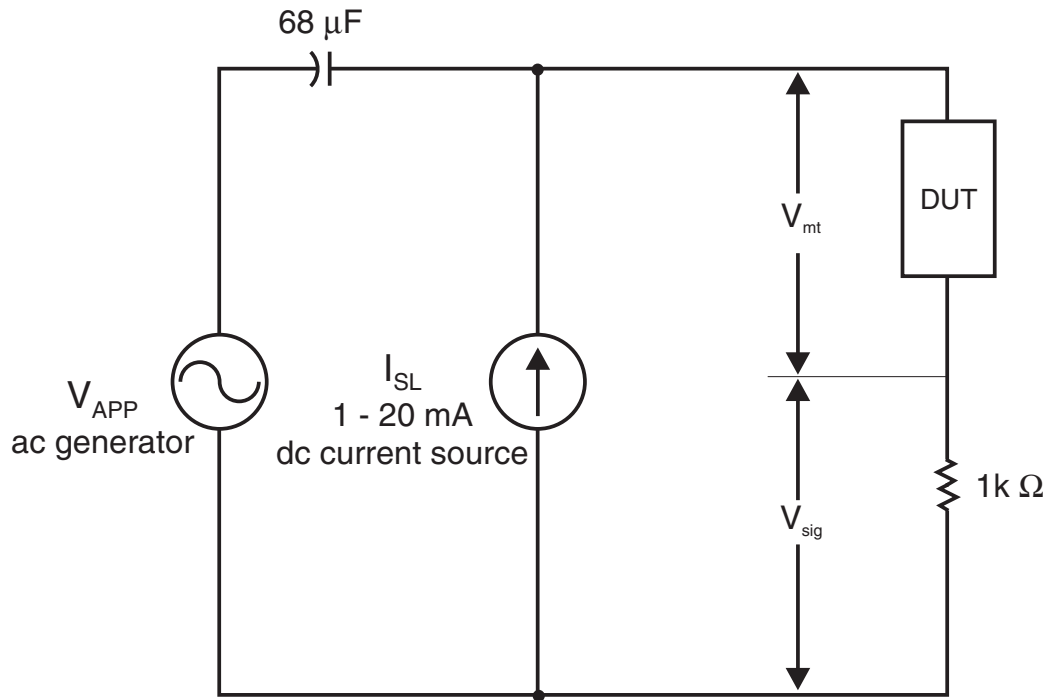 68 μF
DUT
V_mt
V_APP
ac generator
I_SL
1 - 20 mA
dc current source
1k Ω
V_sig